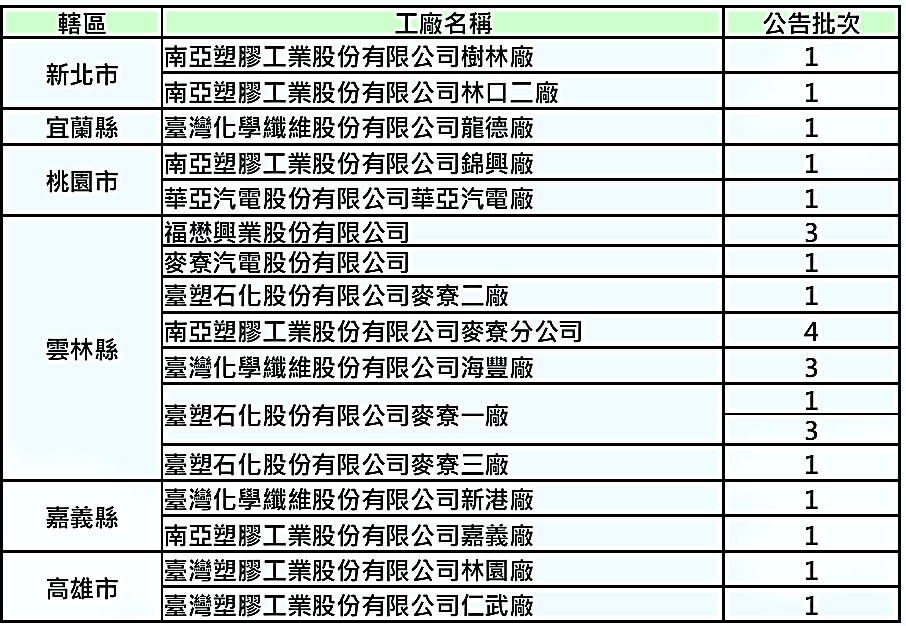 轄區 工廠名稱 公告批次
新北市 南亞塑膠工業股份有限公司樹林廠 1
南亞塑膠工業股份有限公司林口二廠 1
宜蘭縣 臺灣化學纖維股份有限公司龍德廠 1
桃園市 南亞塑膠工業股份有限公司錦興廠 1
華亞汽電股份有限公司華亞汽電廠 1
雲林縣 福懋興業股份有限公司 3
麥寮汽電股份有限公司 1
臺塑石化股份有限公司麥寮二廠 1
南亞塑膠工業股份有限公司麥寮分公司 4
臺灣化學纖維股份有限公司海豐廠 3
臺塑石化股份有限公司麥寮一廠 1
3
臺塑石化股份有限公司麥寮三廠 1
嘉義縣 臺灣化學纖維股份有限公司新港廠 1
南亞塑膠工業股份有限公司嘉義廠 1
高雄市 臺灣塑膠工業股份有限公司林園廠 1
臺灣塑膠工業股份有限公司仁武廠 1